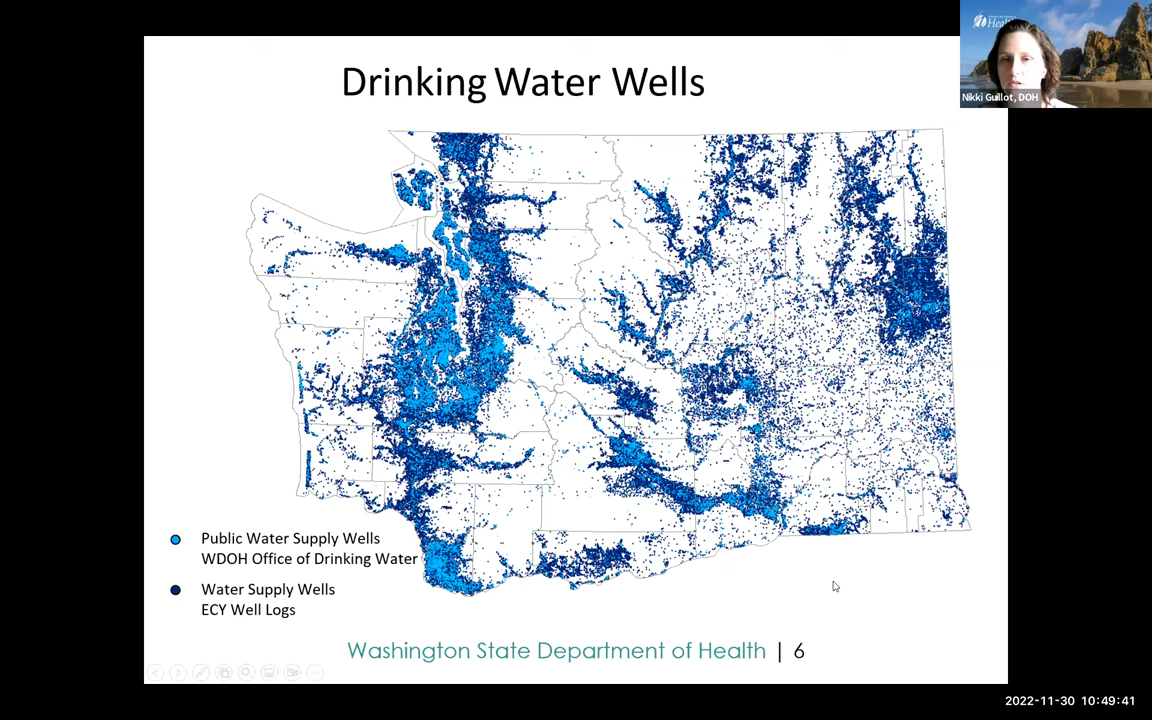 Health
Drinking Water Wells
Nikki Guillot, DOH
Public Water Supply Wells
WDOH Office of Drinking Water
Water Supply Wells
ECY Well Logs
Washington State Department of Health | 6
2022-11-30 10:49:41